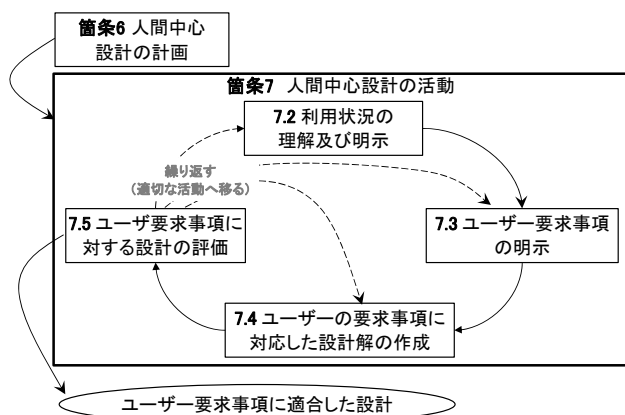 箇条6 人間中心
設計の計画
箇条7 人間中心設計の活動
7.2 利用状況の
理解及び明示
繰り返す
(適切な活動へ移る)
7.5 ユーザ要求事項に
対する設計の評価
7.3 ユーザー要求事項
の明示
7.4 ユーザーの要求事項に
対応した設計解の作成
ユーザー要求事項に適合した設計